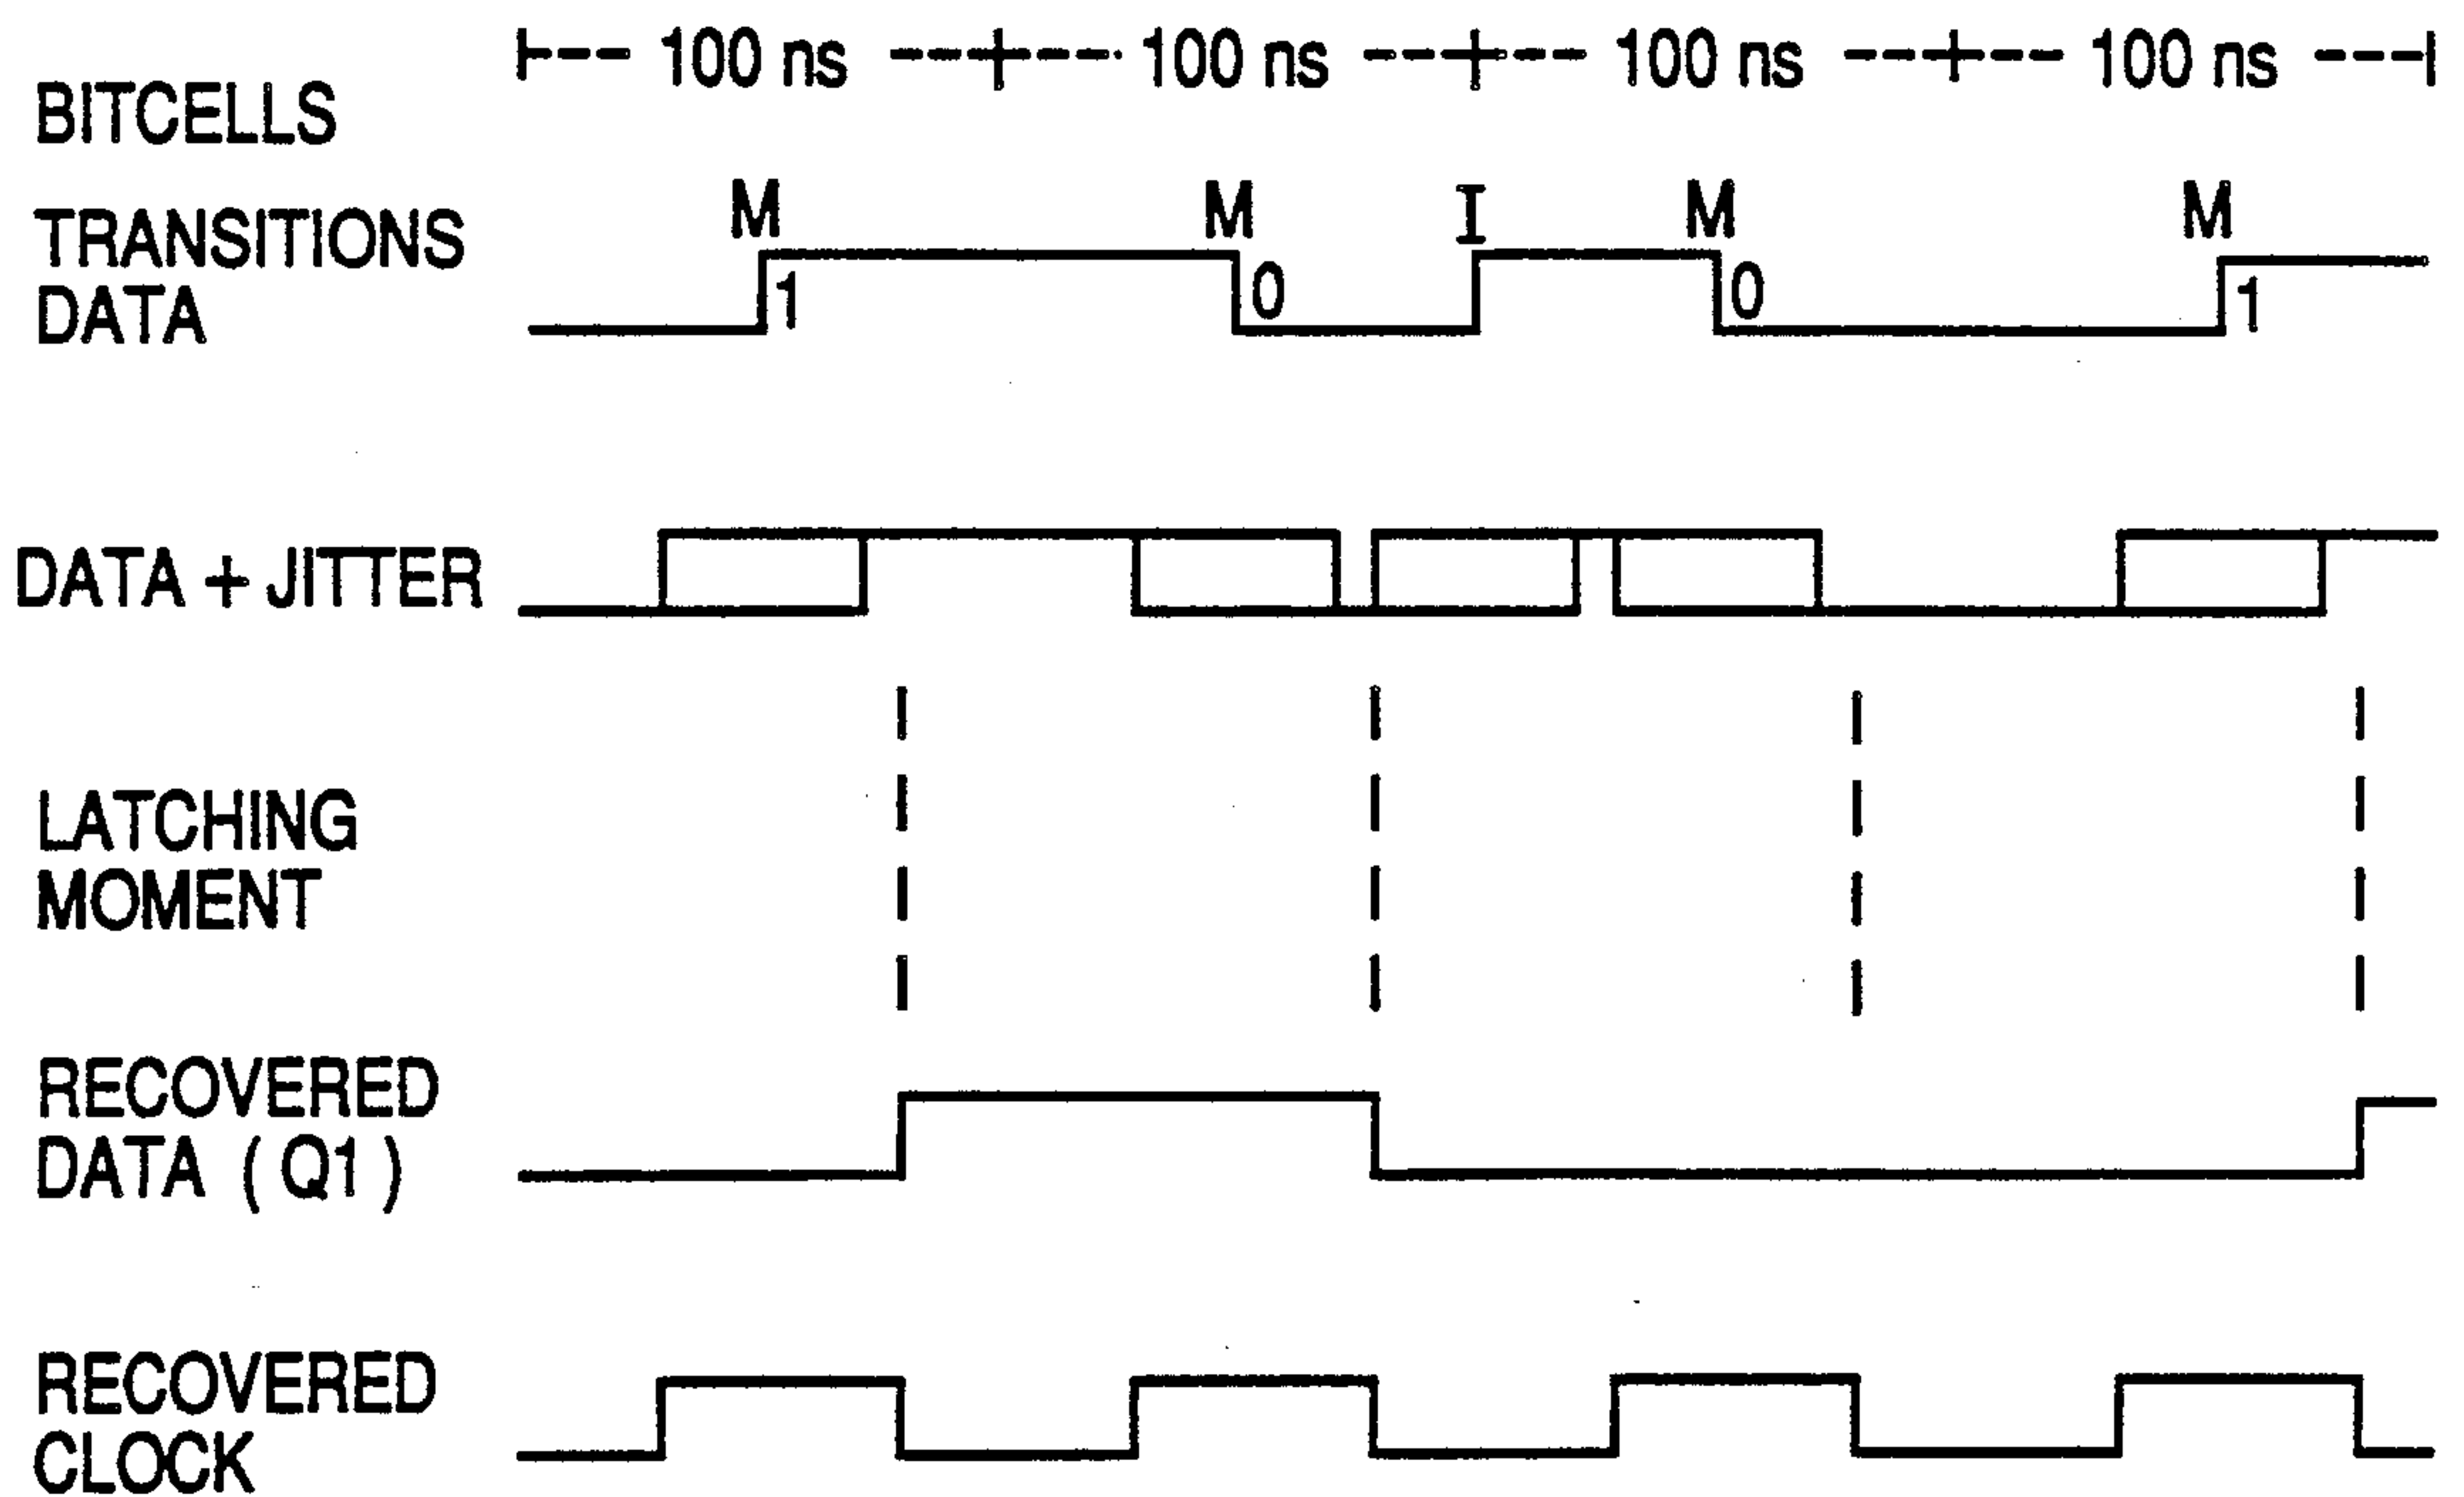 100 ns 100 ns 100 ns 100 ns
BITCELLS
M M I M M
TRANSITIONS
DATA 1 0 0 1
DATA + JITTER
LATCHING
MOMENT
RECOVERED
DATA (Q1)
RECOVERED
CLOCK